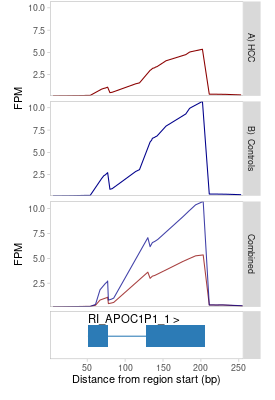 10.0
7.5
5.0
2.5
FPM
A) HCC
10.0
7.5
5.0
2.5
B) Controls
10.0
7.5
5.0
2.5
FPM
Combined
RI_APOC1P1_1 >
50
100
150
200
250
Distance from region start (bp)